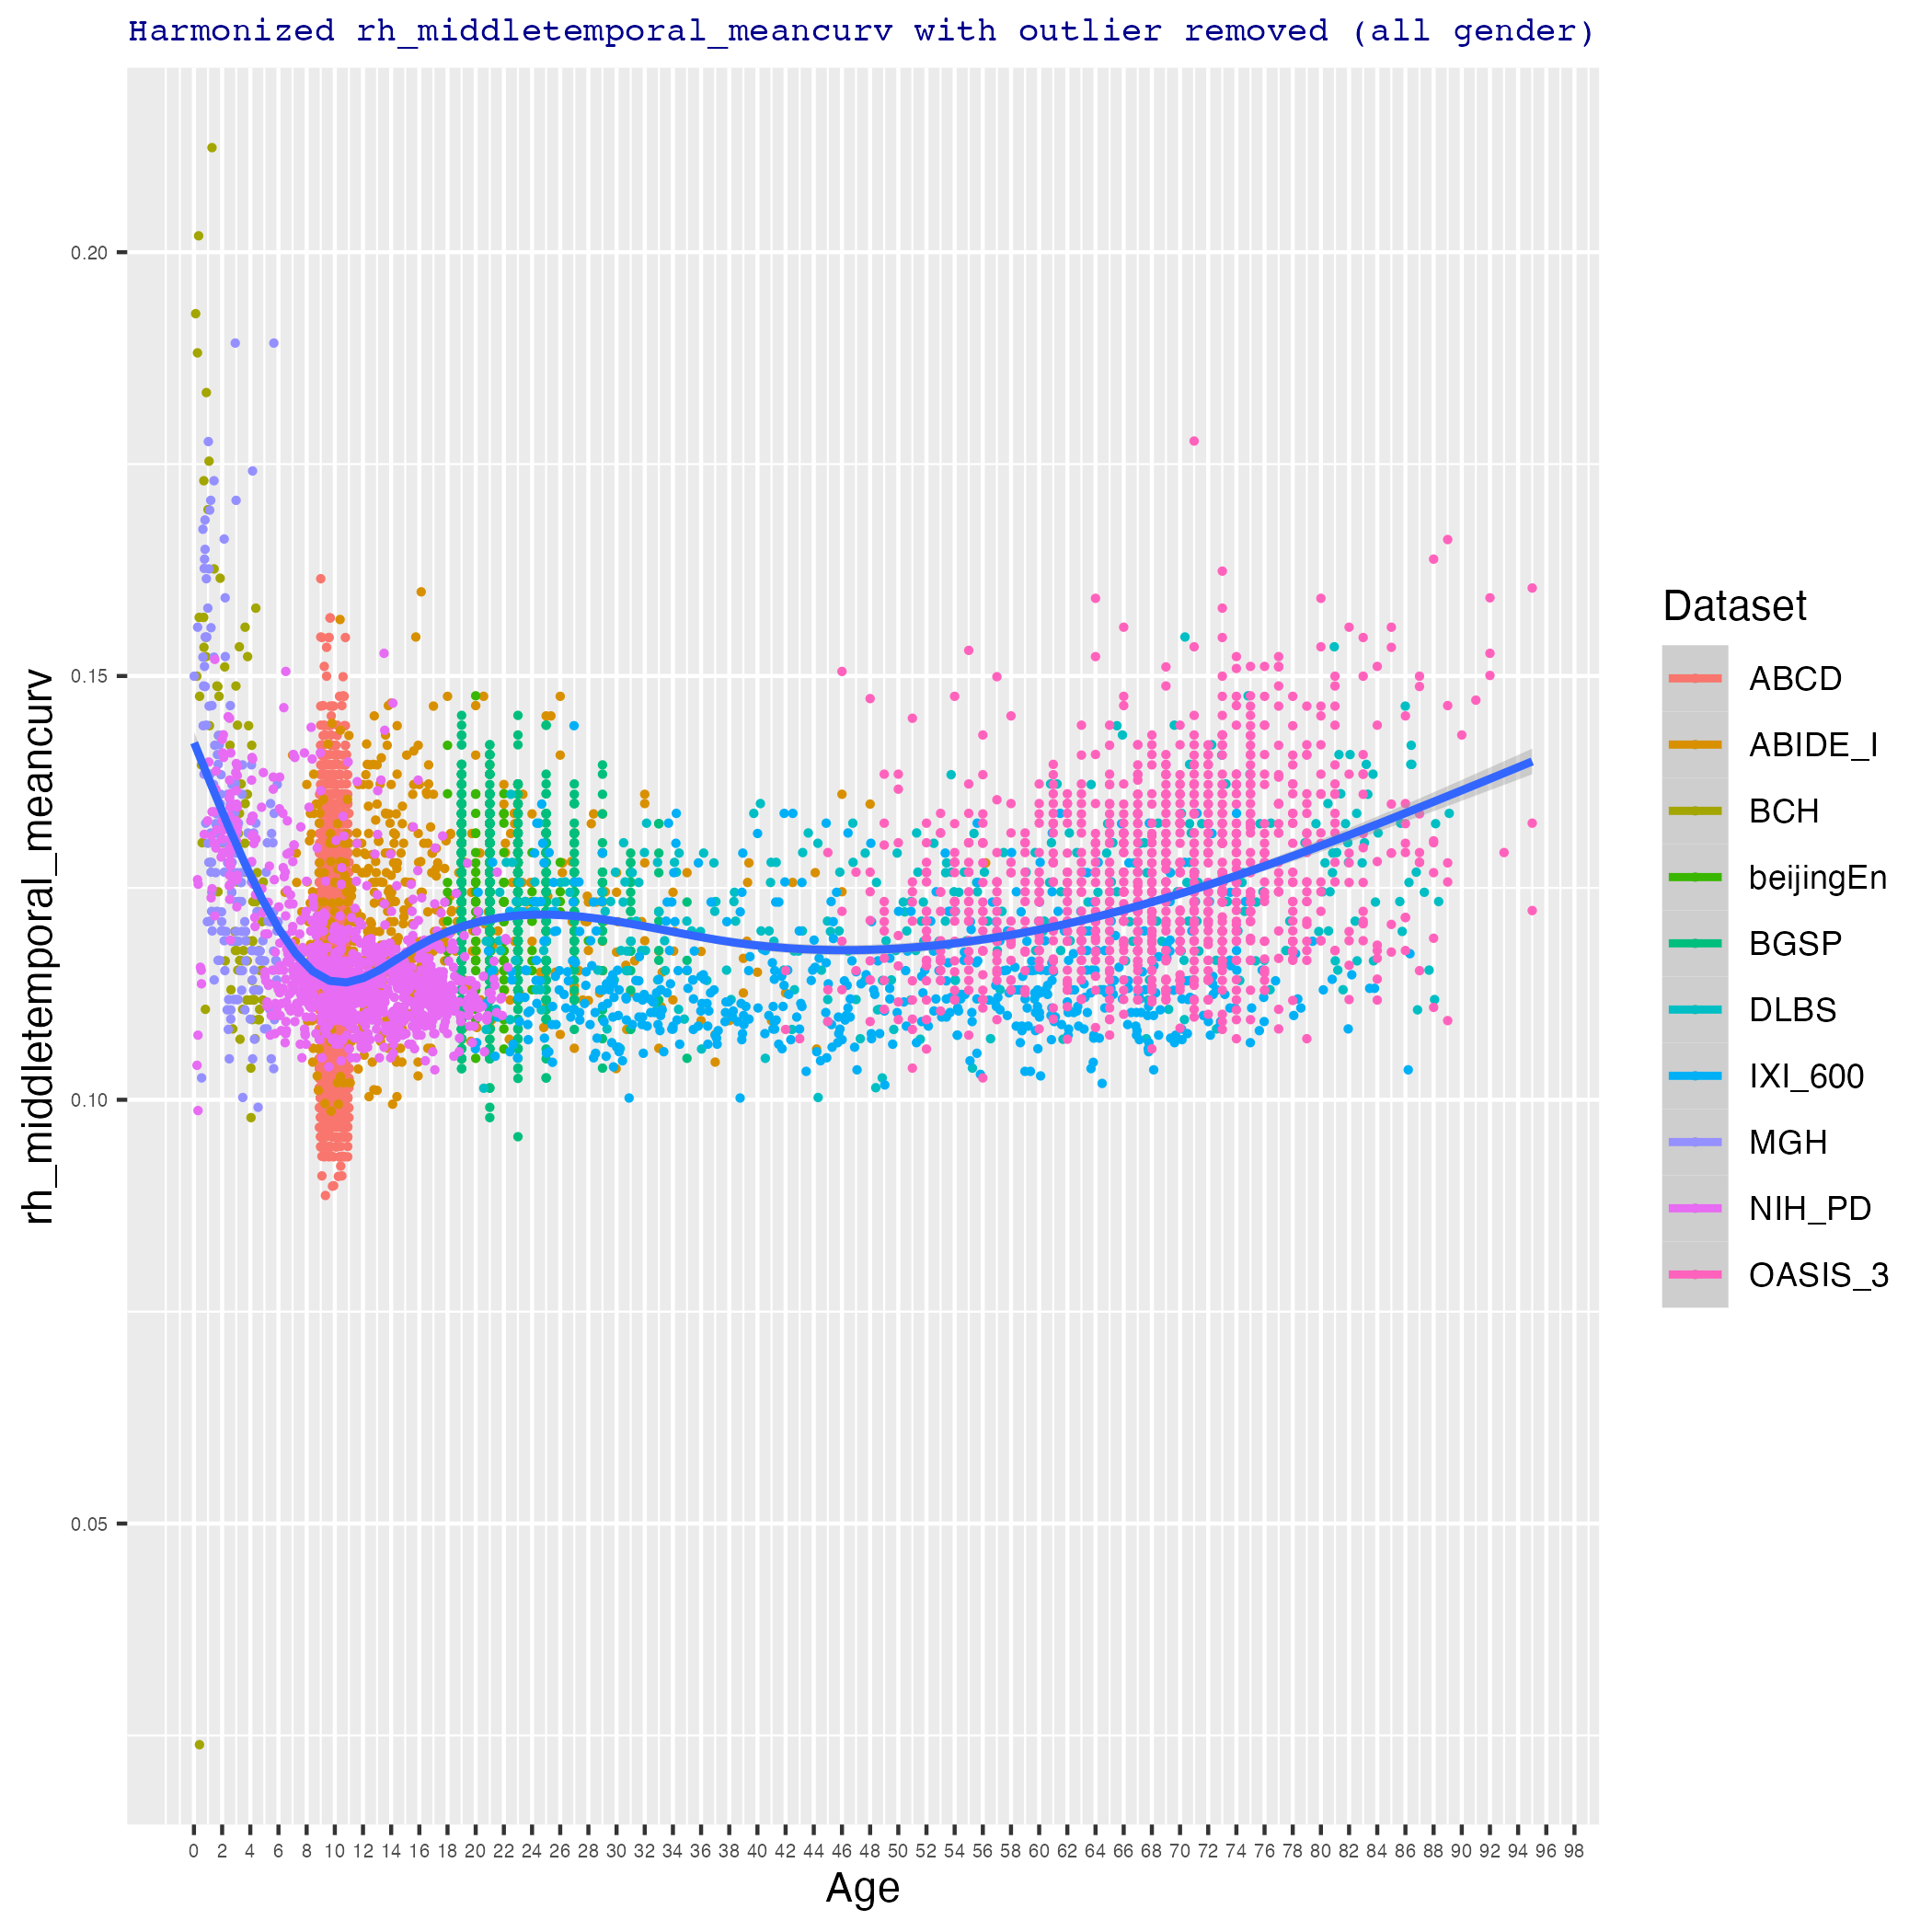 Harmonized rh_middletemporal_meancurv with outlier removed (all gender)
rh_middletemporal_meancurv
0.20
0.15
0.10
0.05
0 2 4 6 8 10 12 14 16 18 20 22 24 26 28 30 32 34 36 38 40 42 44 46 48 50 52 54 56 58 60 62 64 66 68 70 72 74 76 78 80 82 84 86 88 90 92 94 96 98
Age
Dataset
ABCD
ABIDE_I
BCH
beijingEn
BGSP
DLBS
IXI_600
MGH
NIH_PD
OASIS_3